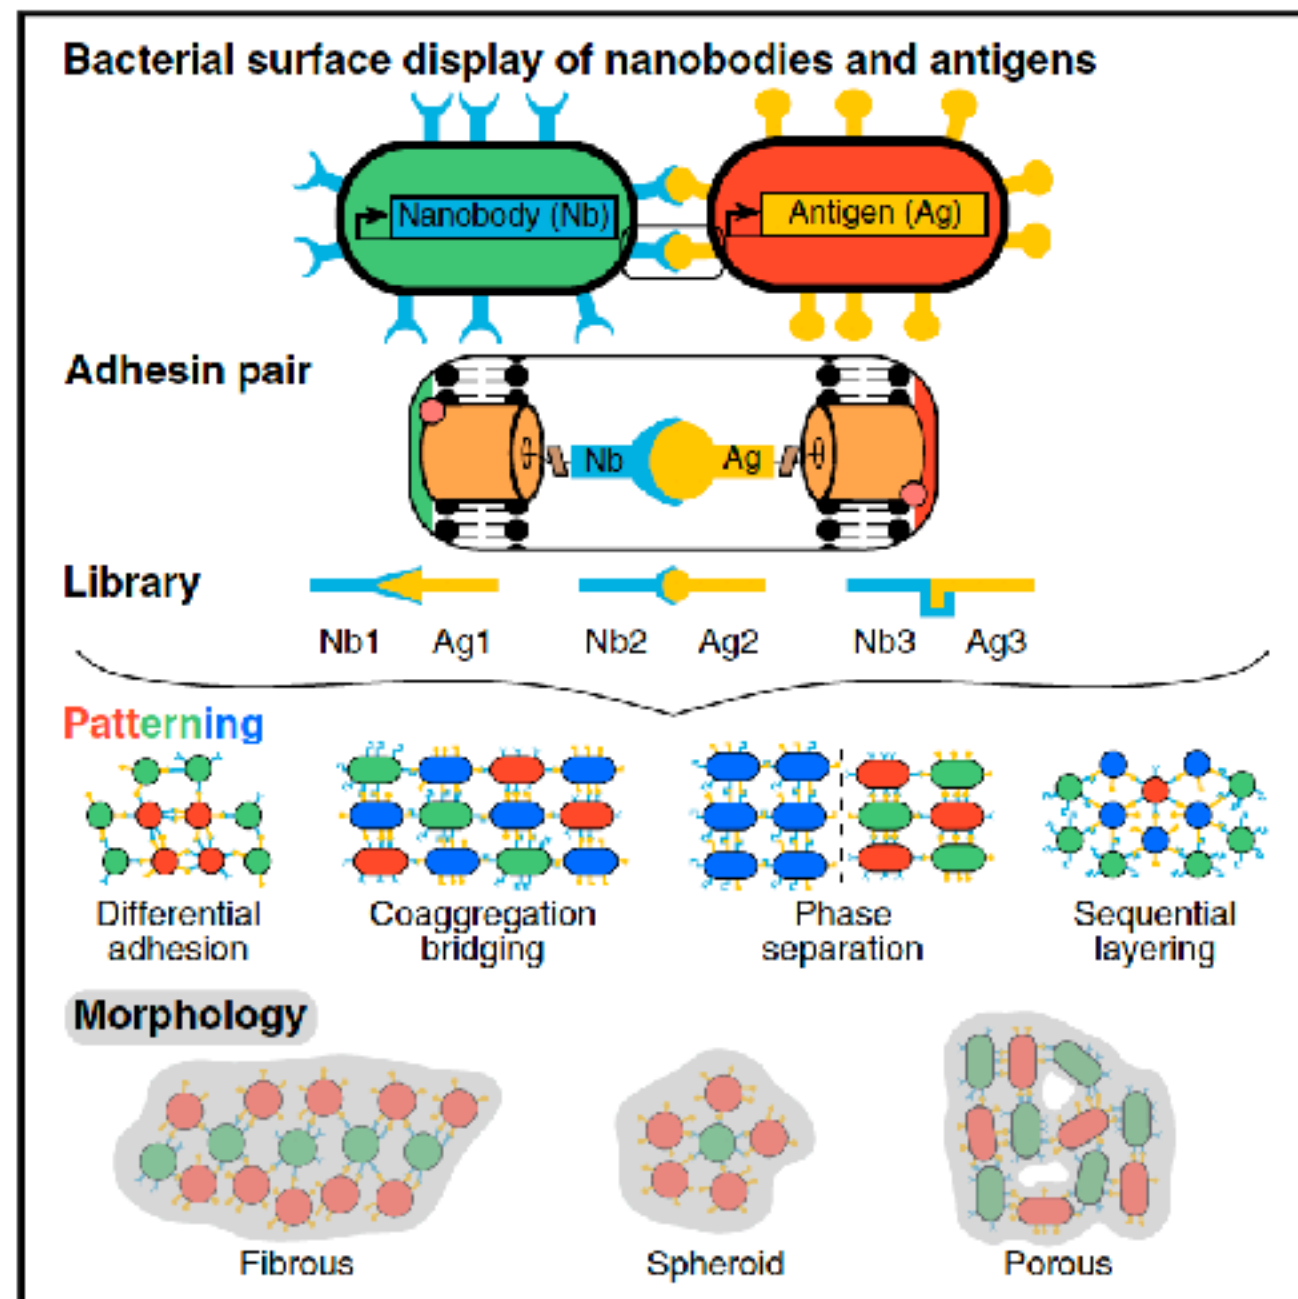 Bacterial surface display of nanobodies and antigens
Nanobody (Nb)
Antigen (Ag)
Adhesin pair
Nb
Ag
Library
Nb1
Ag1
Nb2
Ag2
Nb3
Ag3
Patterning
Differential
adhesion
Coaggregation
bridging
Phase
separation
Sequential
layering
Morphology
Fibrous
Spheroid
Porous